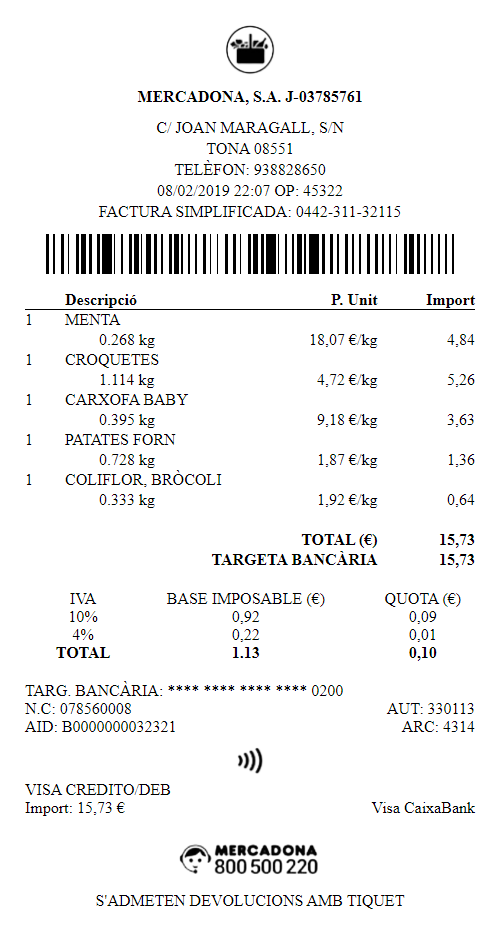 MERCADONA, S.A. J-03785761
C/ JOAN MARAGALL, S/N
TONA 08551
TELÈFON: 938828650
08/02/2019 22:07 OP: 45322
FACTURA SIMPLIFICADA: 0442-311-32115
Descripció P. Unit Import
1 MENTA
0.268 kg 18,07 €/kg 4,84
1 CROQUETES
1.114 kg 4,72 €/kg 5,26
1 CARXOFA BABY
0.395 kg 9,18 €/kg 3,63
1 PATATES FORN
0.728 kg 1,87 €/kg 1,36
1 COLIFLOR, BRÒCOLI
0.333 kg 1,92 €/kg 0,64
TOTAL (€) 15,73
TARGETA BANCÀRIA 15,73
IVA BASE IMPOSABLE (€) QUOTA (€)
10% 0,92 0,09
4% 0,22 0,01
TOTAL 1.13 0,10
TARG. BANCÀRIA: **** **** **** **** 0200
N.C: 078560008 AUT: 330113
AID: B0000000032321 ARC: 4314
VISA CREDITO/DEB
Import: 15,73 € Visa CaixaBank
MERCADONA
800 500 220
S'ADMETEN DEVOLUCIONS AMB TIQUET